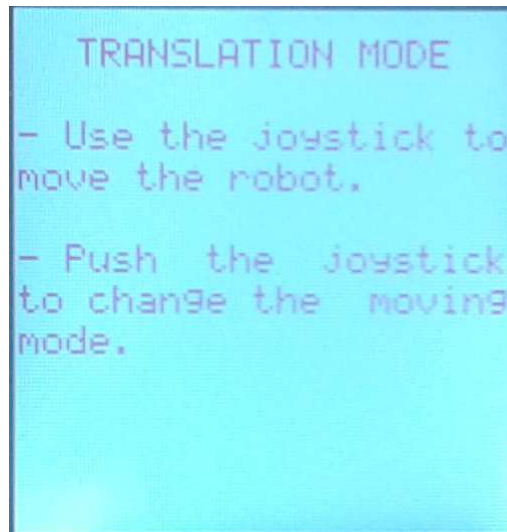 TRANSLATION MODE
- Use the joystick to
move the robot.
- Push the joystick
to change the moving
mode.